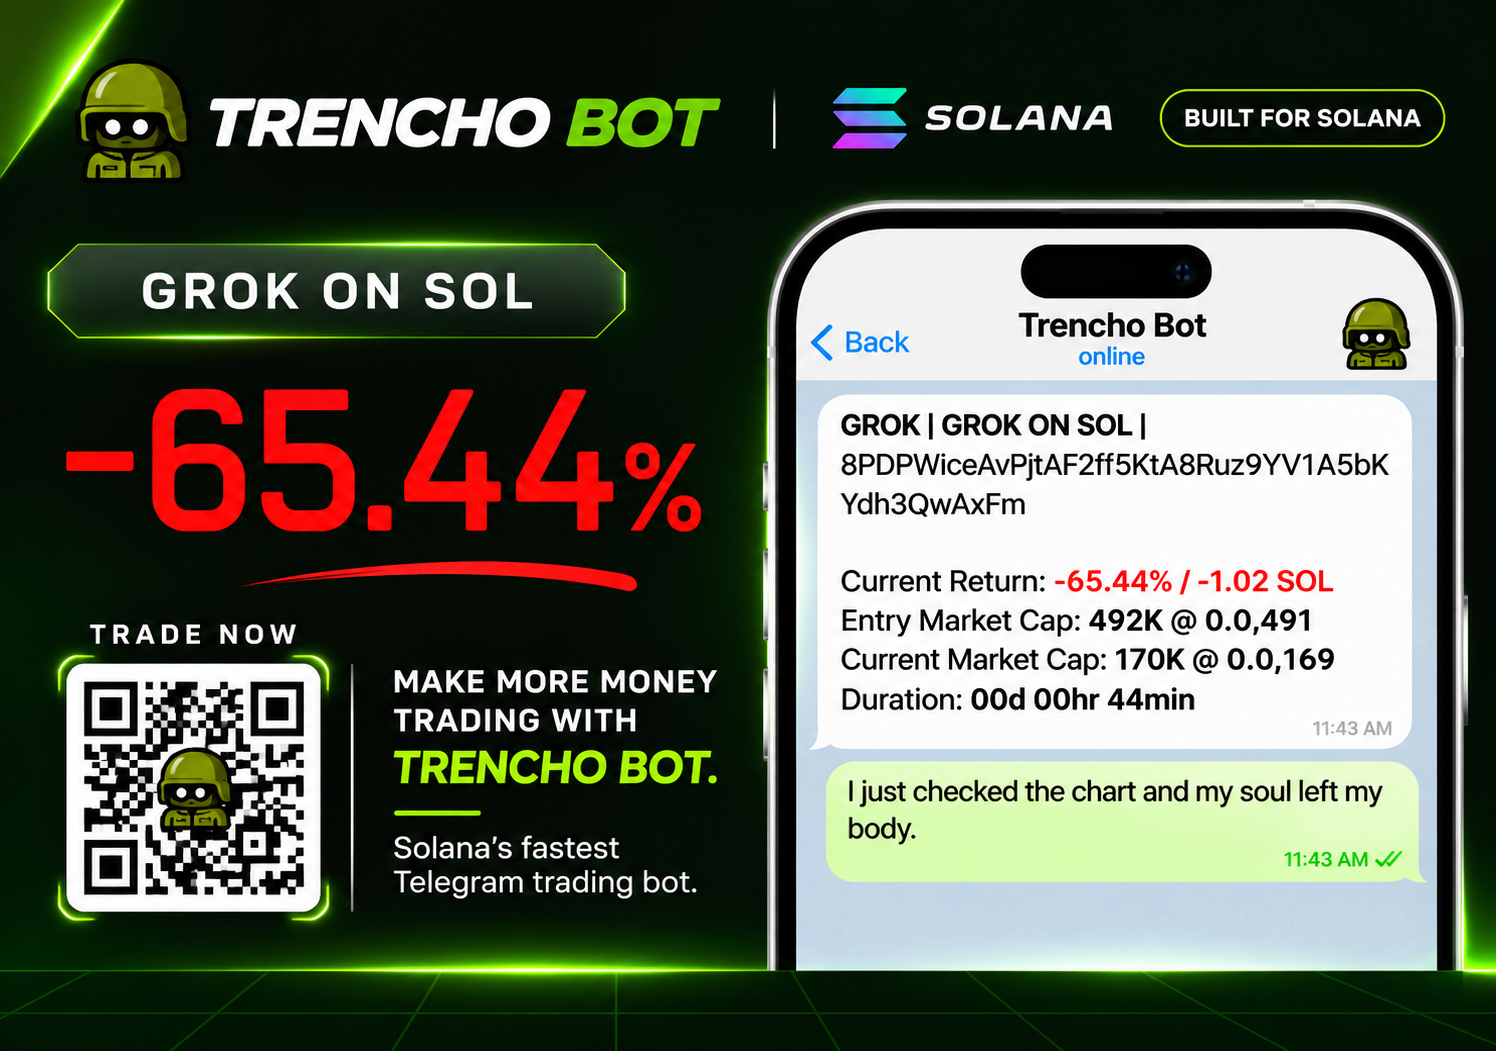 TRENCHO BOT
SOLANA
BUILT FOR SOLANA
GROK ON SOL
-65.44%
TRADE NOW
MAKE MORE MONEY
TRADING WITH
TRENCHO BOT.
Solana's fastest
Telegram trading bot.
Back
Trencho Bot
online
GROK | GROK ON SOL |
8PDPWiceAvPjtAF2ff5KtA8Ruz9YV1A5bK
Ydh3QwAxFm
Current Return: -65.44% / -1.02 SOL
Entry Market Cap: 492K @ 0.0,491
Current Market Cap: 170K @ 0.0,169
Duration: 00d 00hr 44min
11:43 AM
I just checked the chart and my soul left my
body.
11:43 AM